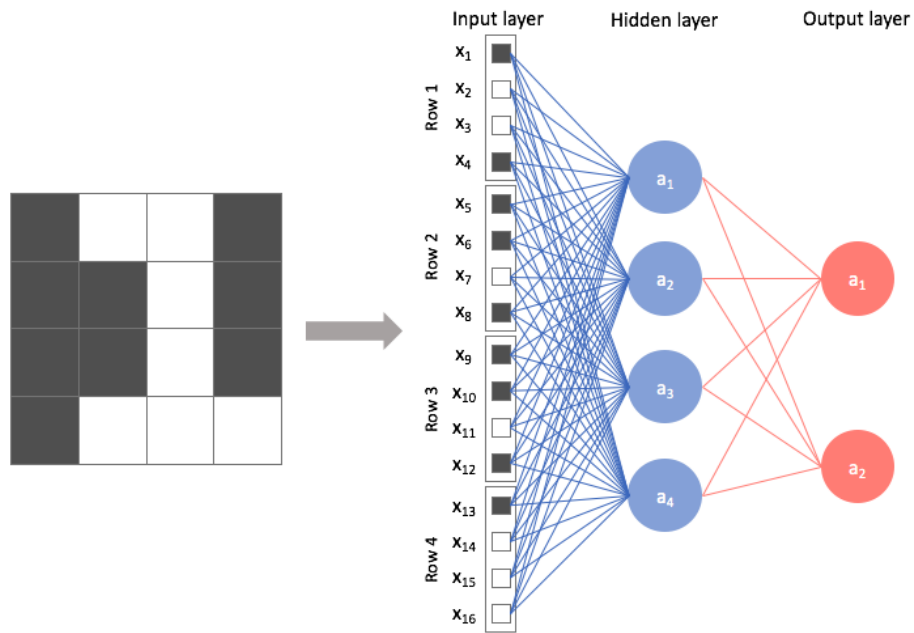 Input layer
Hidden layer
Output layer
Row 1
x1
x2
x3
x4
Row 2
x5
x6
x7
x8
Row 3
x9
x10
x11
x12
Row 4
x13
x14
x15
x16
a1
a2
a3
a4
a1
a2